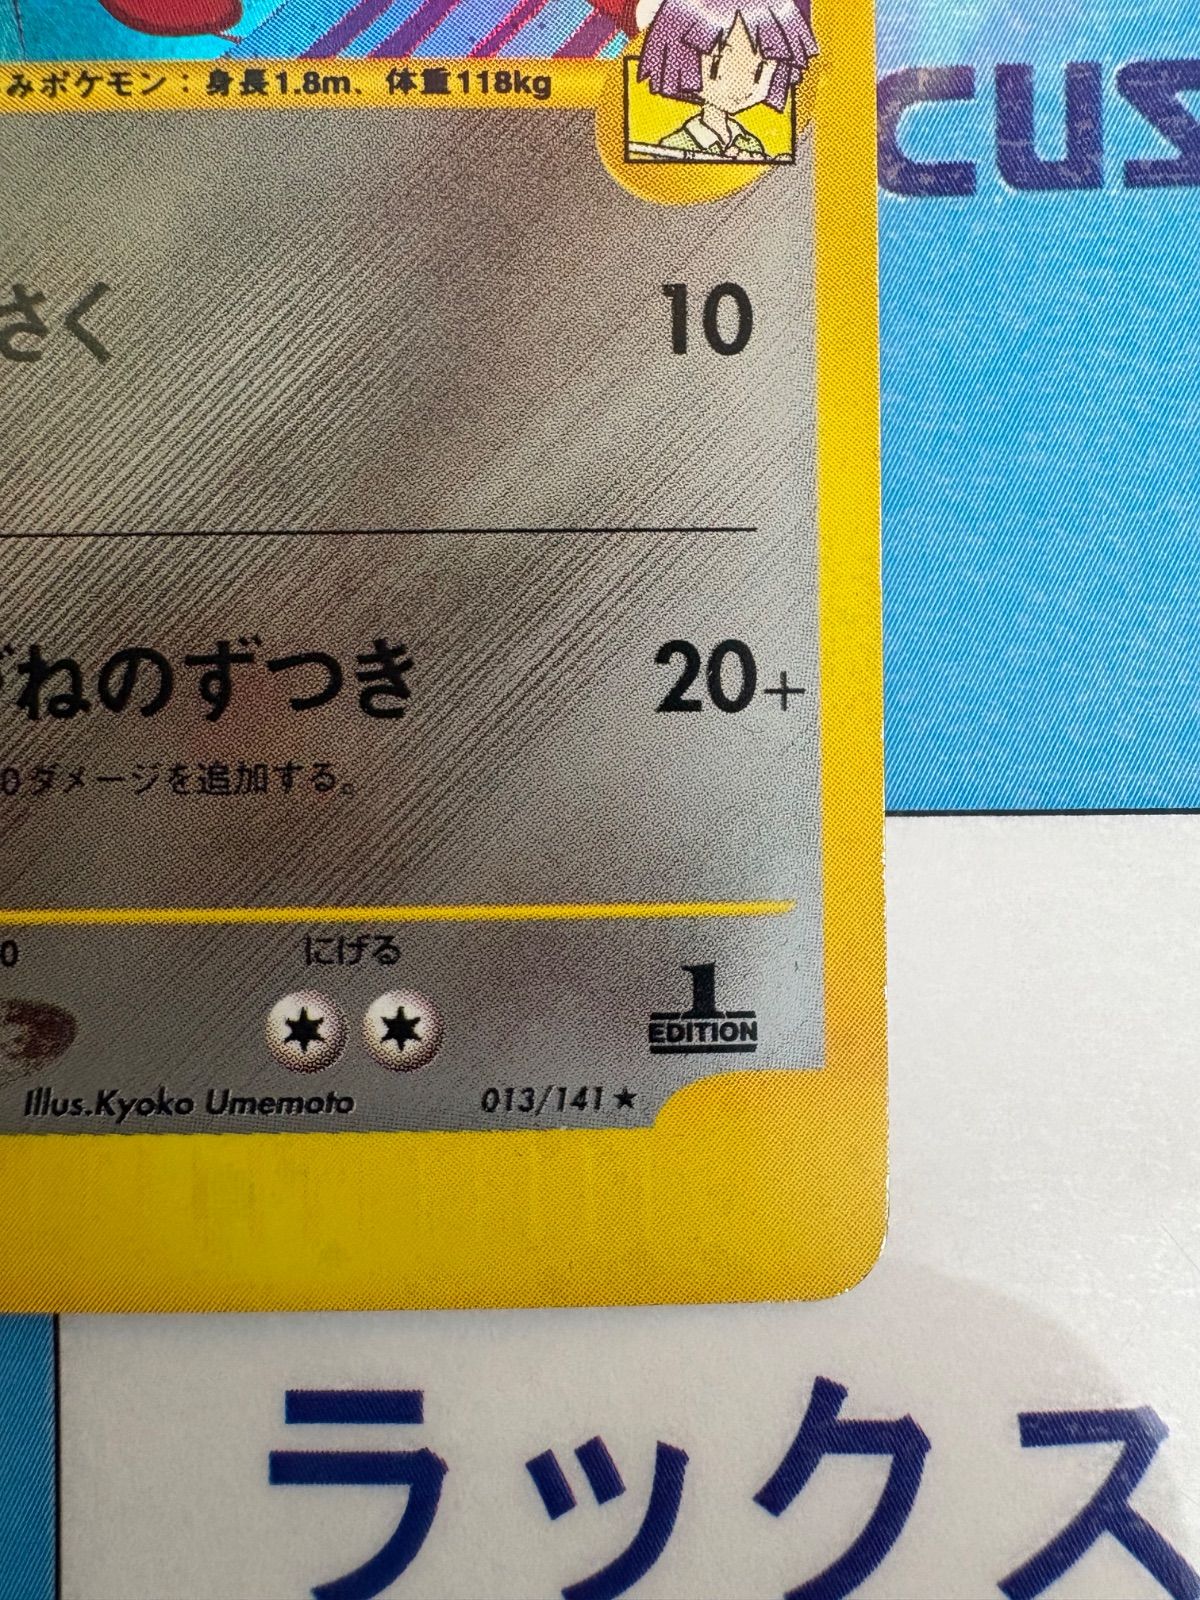 みポケモン：身長1.8m、体重118kg
CUS
さく 10
ねのずつき 20+
0ダメージを追加する。
0 にげる
1
EDITION
Illus.Kyoko Umemoto 013/141★
ラックス